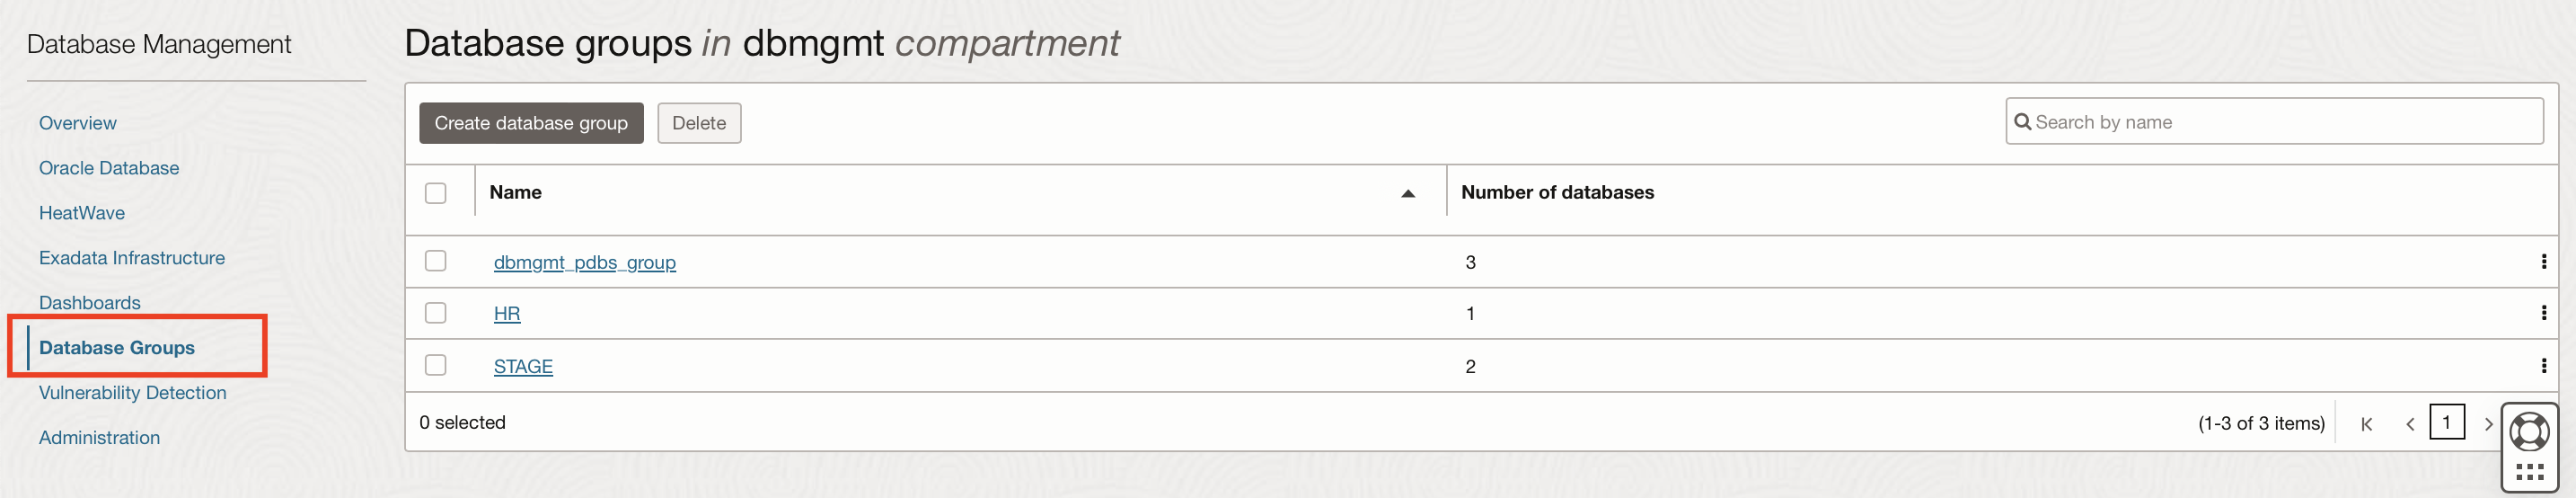 Database Management
Overview
Oracle Database
HeatWave
Exadata Infrastructure
Dashboards
Database Groups
Vulnerability Detection
Administration
Database groups in dbmgmt compartment
Create database group Delete Search by name
Name Number of databases
dbmgmt_pdbs_group 3
HR 1
STAGE 2
0 selected (1-3 of 3 items) 1